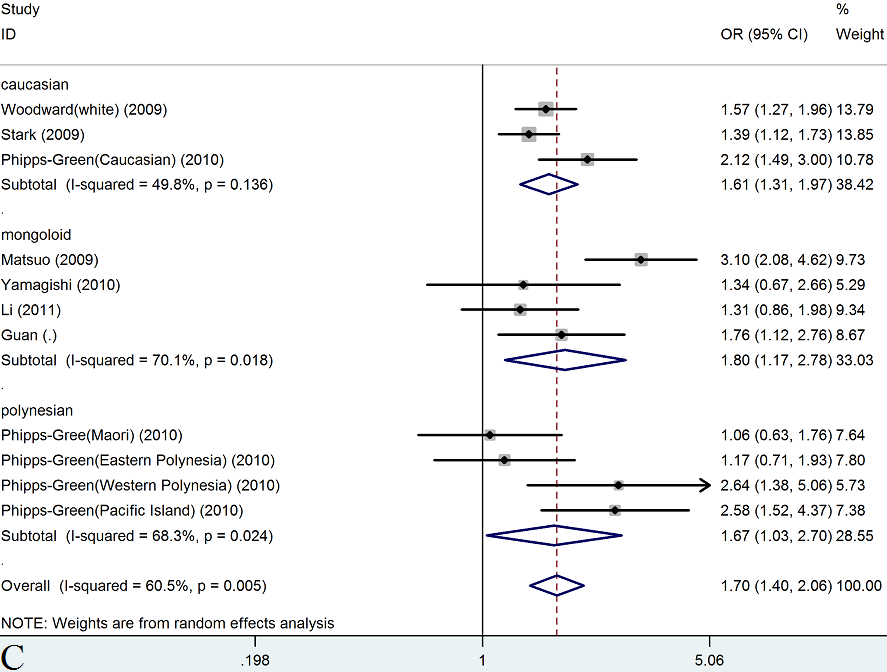 Study %
ID OR (95% CI) Weight
caucasian
Woodward(white) (2009) 1.57 (1.27, 1.96) 13.79
Stark (2009) 1.39 (1.12, 1.73) 13.85
Phipps-Green(Caucasian) (2010) 2.12 (1.49, 3.00) 10.78
Subtotal (I-squared = 49.8%, p = 0.136) 1.61 (1.31, 1.97) 38.42
.
mongoloid
Matsuo (2009) 3.10 (2.08, 4.62) 9.73
Yamagishi (2010) 1.34 (0.67, 2.66) 5.29
Li (2011) 1.31 (0.86, 1.98) 9.34
Guan (.) 1.76 (1.12, 2.76) 8.67
Subtotal (I-squared = 70.1%, p = 0.018) 1.80 (1.17, 2.78) 33.03
.
polynesian
Phipps-Gree(Maori) (2010) 1.06 (0.63, 1.76) 7.64
Phipps-Green(Eastern Polynesia) (2010) 1.17 (0.71, 1.93) 7.80
Phipps-Green(Western Polynesia) (2010) 2.64 (1.38, 5.06) 5.73
Phipps-Green(Pacific Island) (2010) 2.58 (1.52, 4.37) 7.38
Subtotal (I-squared = 68.3%, p = 0.024) 1.67 (1.03, 2.70) 28.55
.
Overall (I-squared = 60.5%, p = 0.005) 1.70 (1.40, 2.06) 100.00
NOTE: Weights are from random effects analysis
C .198 1 5.06